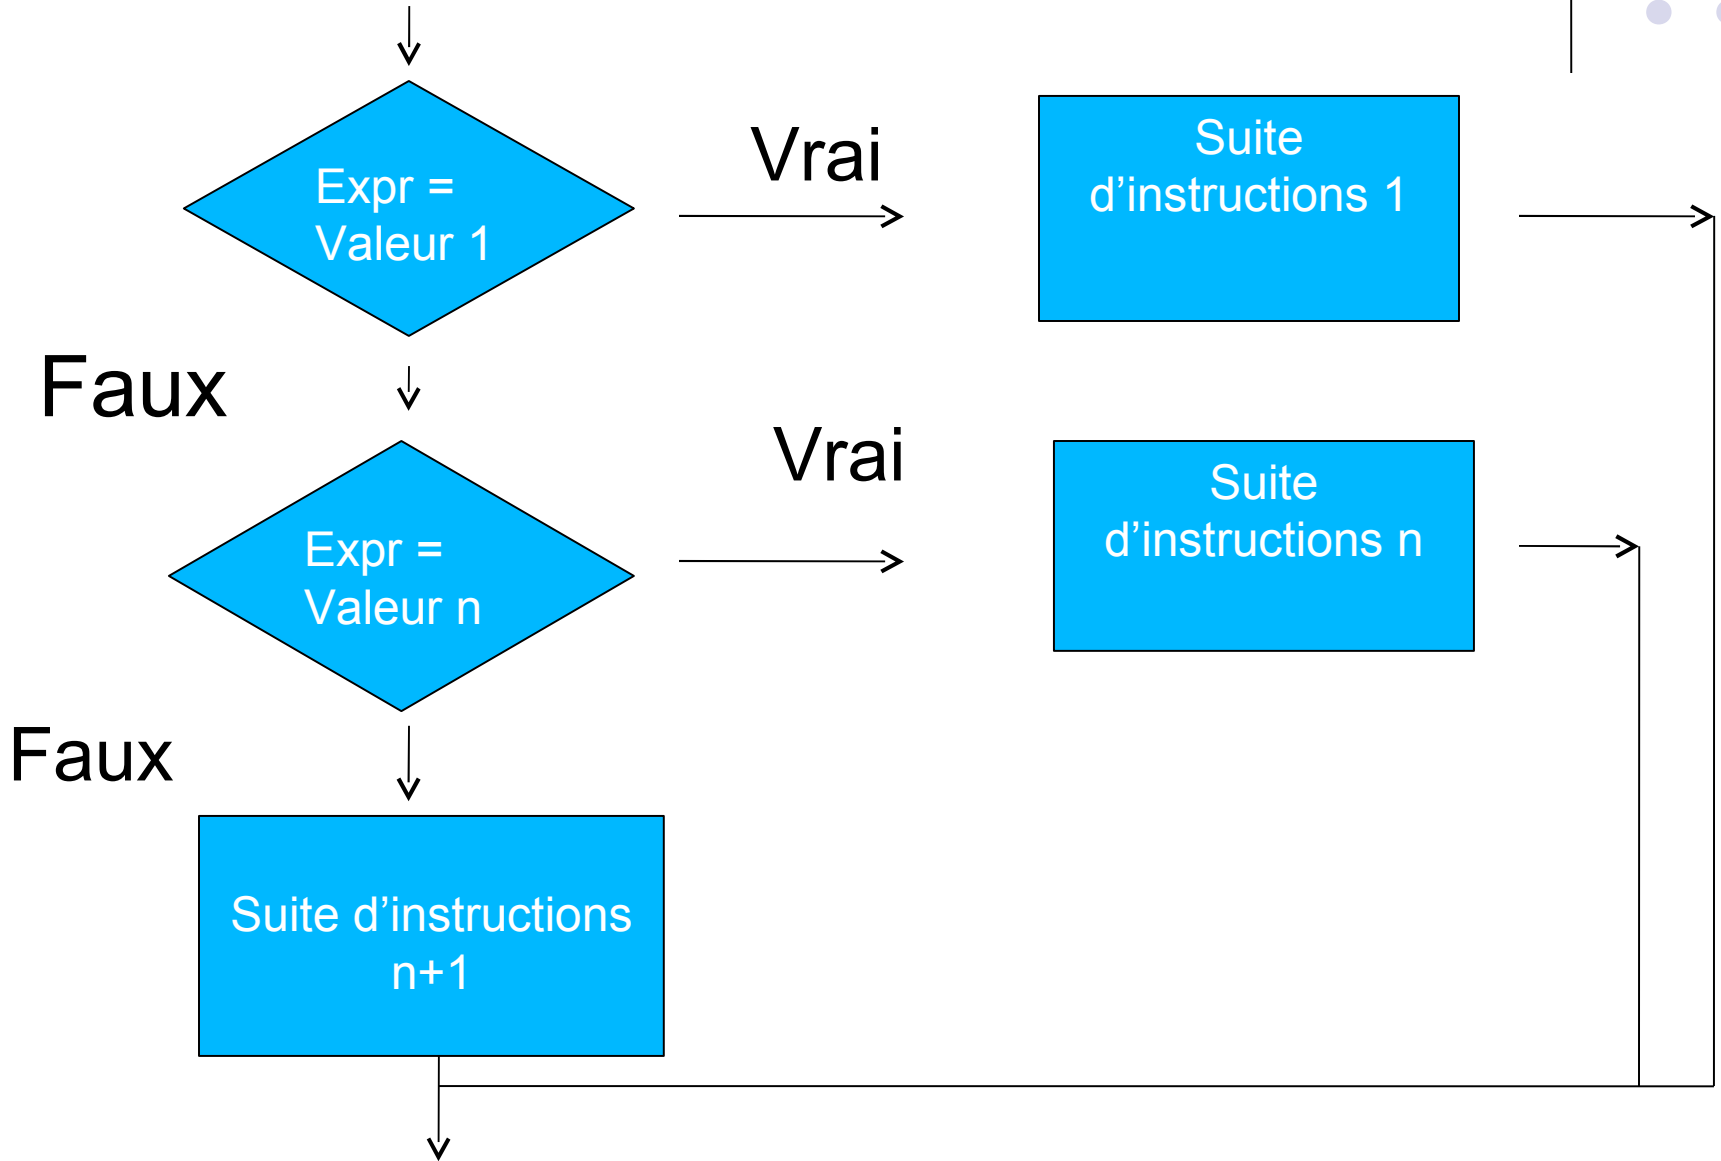 Expr =
Valeur 1
Vrai
Suite
d’instructions 1
Faux
Expr =
Valeur n
Vrai
Suite
d’instructions n
Faux
Suite d’instructions
n+1